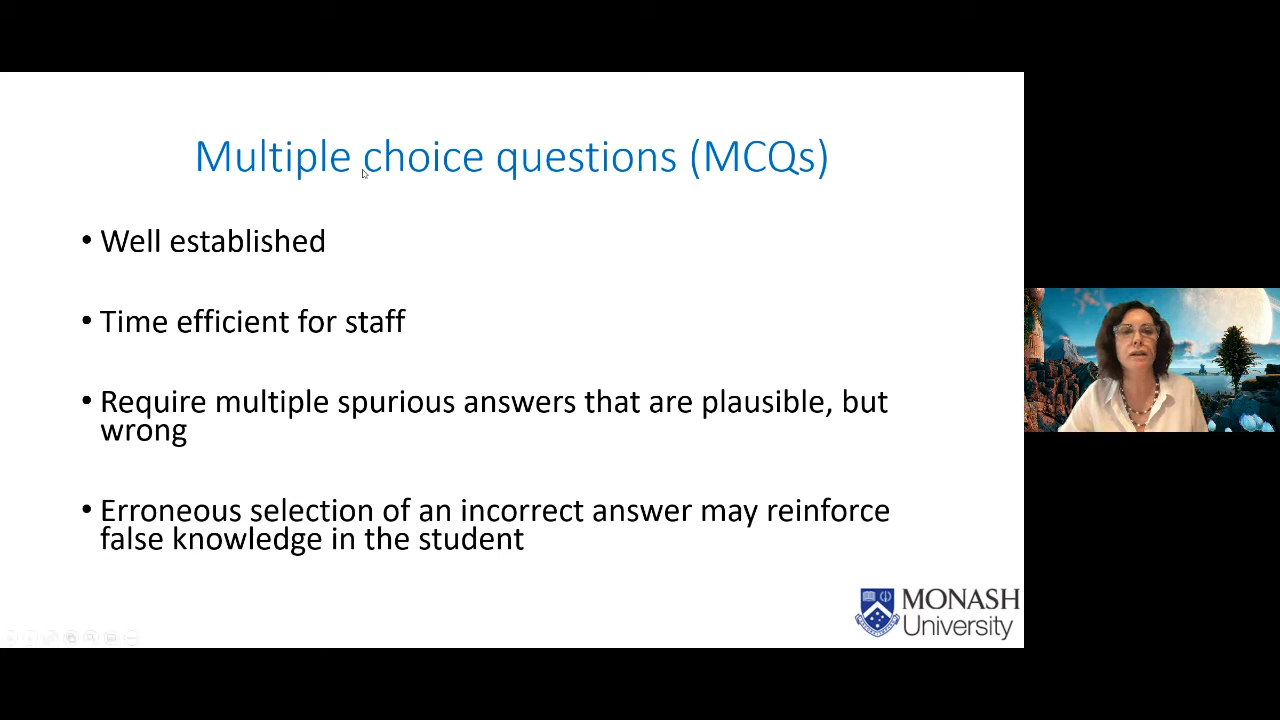 Multiple choice questions (MCQs)
• Well established
• Time efficient for staff
• Require multiple spurious answers that are plausible, but
wrong
• Erroneous selection of an incorrect answer may reinforce
false knowledge in the student
MONASH
University